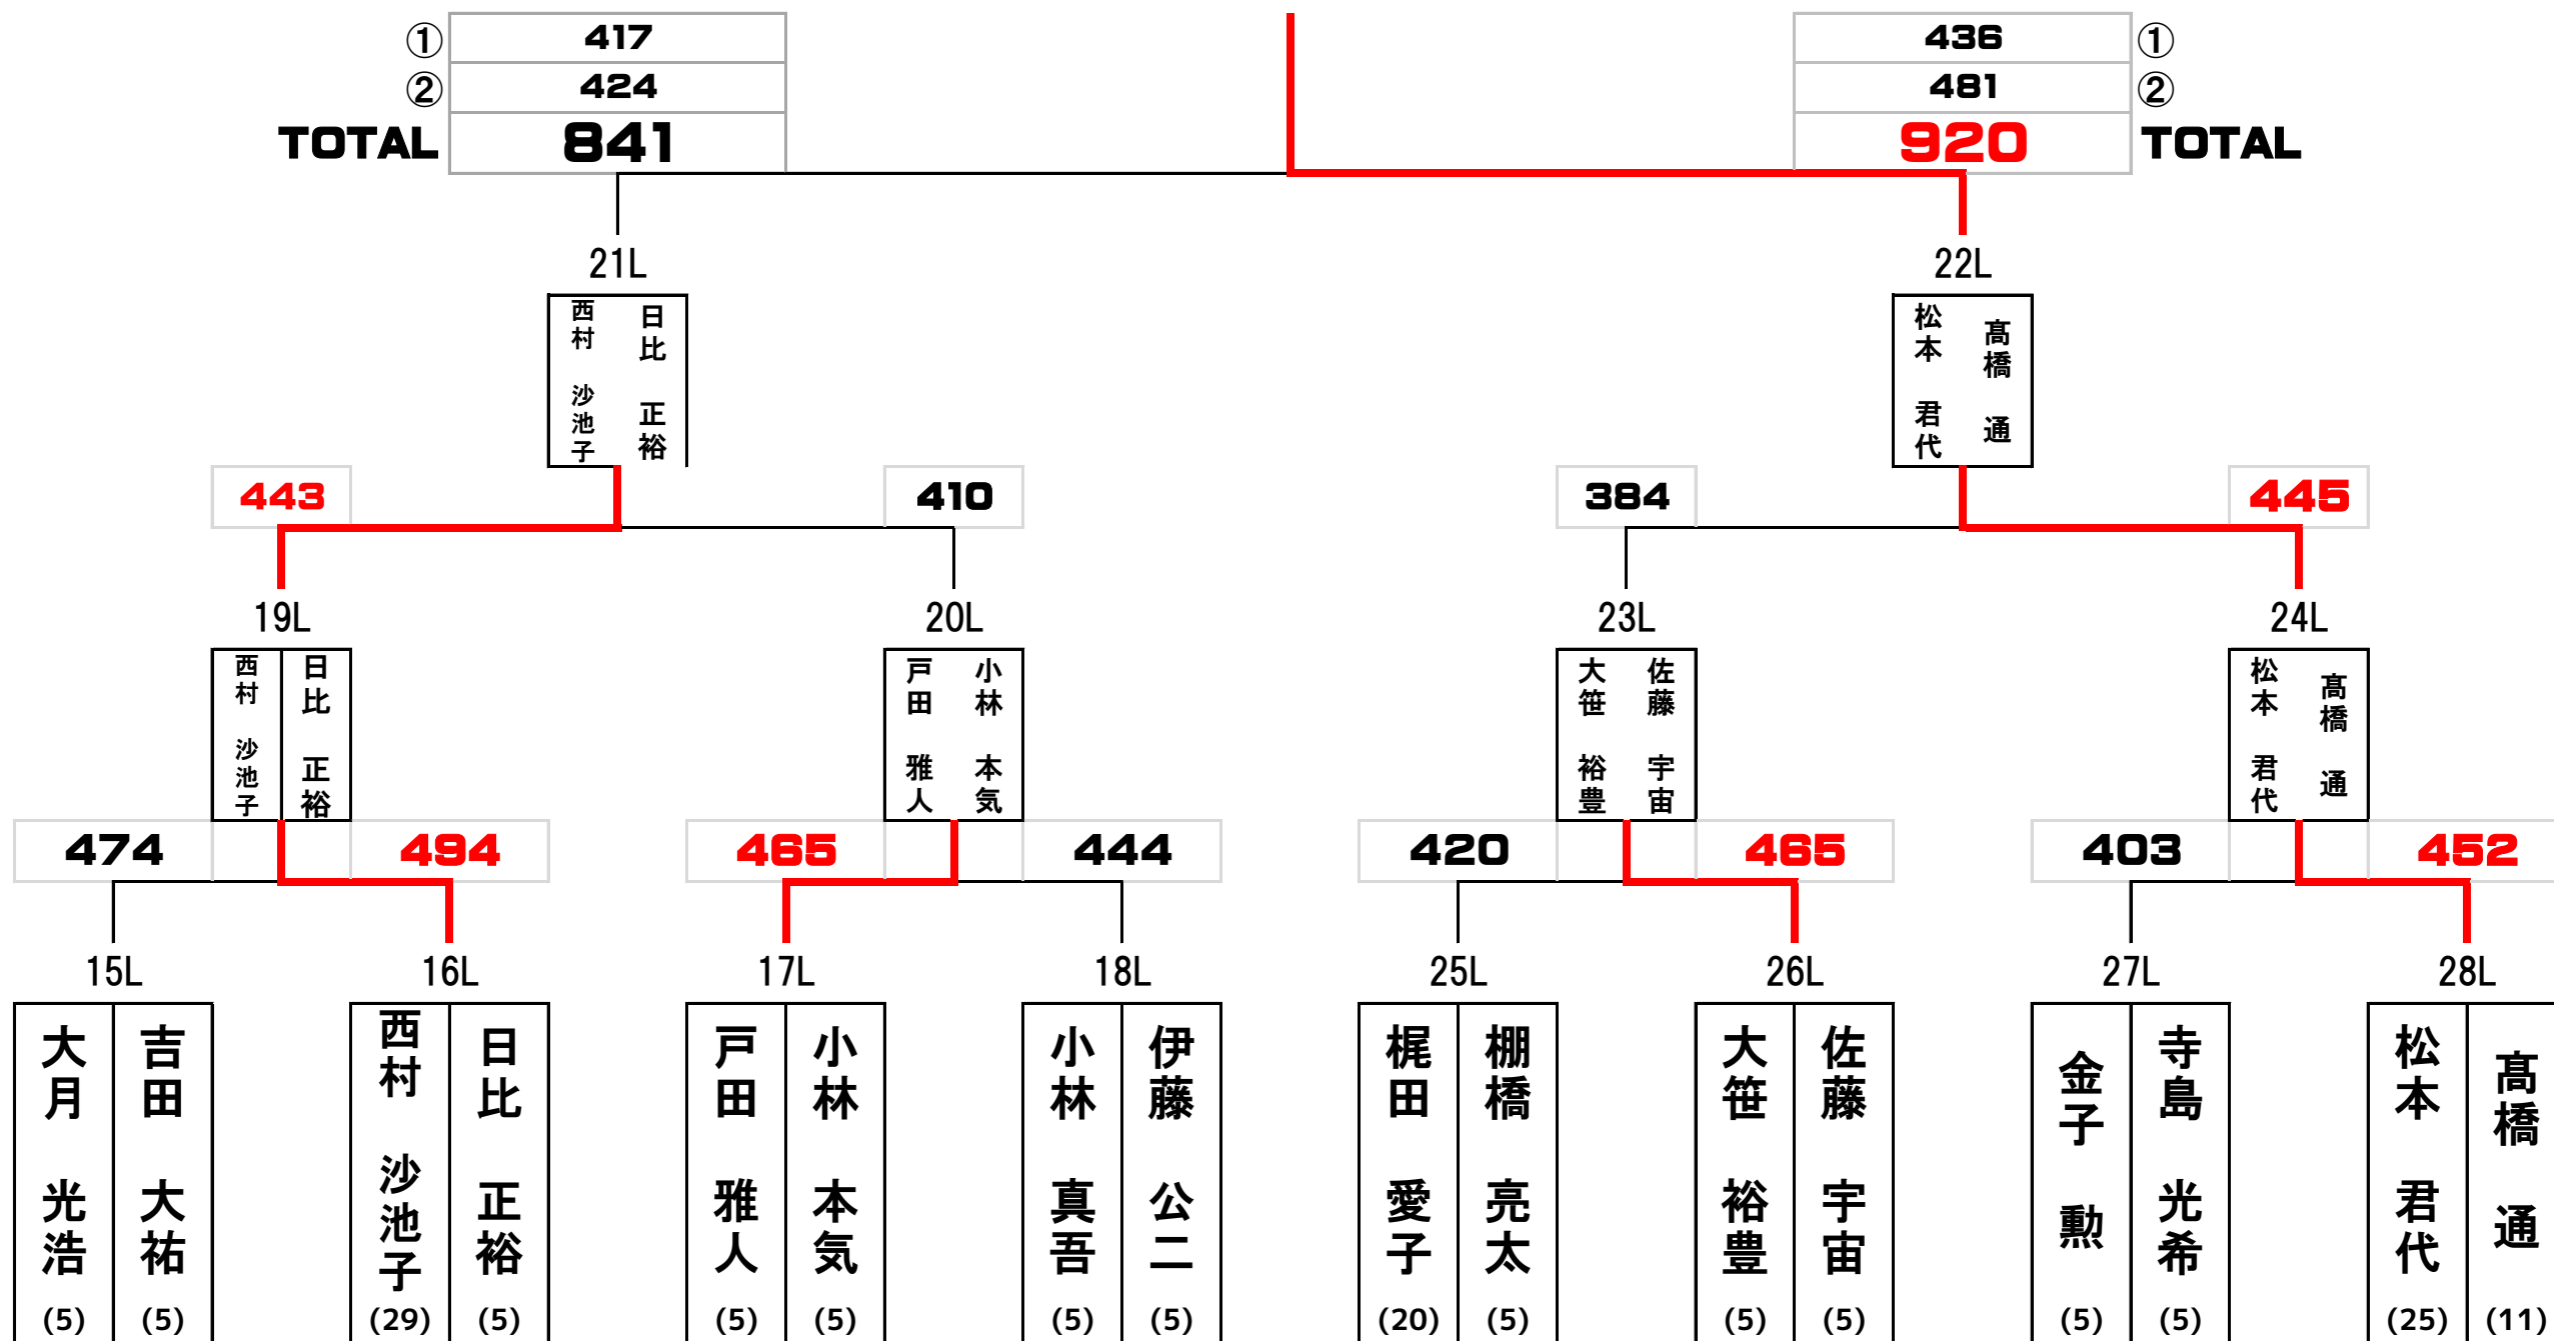 ① 417 436 ①
② 424 481 ②
TOTAL 841 920 TOTAL
21L 22L
西村 沙池子 日比 正裕 松本 君代 髙橋 通
443 410 384 445
19L 20L 23L 24L
西村 沙池子 日比 正裕 戸田 雅人 小林 本気 大笹 裕豊 佐藤 宇宙 松本 君代 髙橋 通
474 494 465 444 420 465 403 452
15L 16L 17L 18L 25L 26L 27L 28L
大月 光浩 吉田 大祐 西村 沙池子 日比 正裕 戸田 雅人 小林 本気 小林 真吾 伊藤 公二 梶田 愛子 棚橋 亮太 大笹 裕豊 佐藤 宇宙 金子 勲 寺島 光希 松本 君代 髙橋 通
(5) (5) (29) (5) (5) (5) (5) (5) (20) (5) (5) (5) (5) (5) (25) (11)